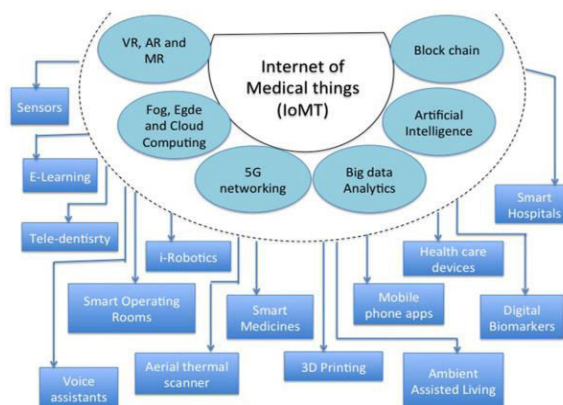 VR, AR and
MR
Internet of
Medical things
(IoMT)
Block chain
Sensors
Fog, Egde
and Cloud
Computing
Artificial
Intelligence
5G
networking
Big data
Analytics
E-Learning
Smart
Hospitals
Tele-dentisrty
i-Robotics
Health care
devices
Smart Operating
Rooms
Smart
Medicines
Mobile
phone apps
Digital
Biomarkers
Voice
assistants
Aerial thermal
scanner
3D Printing
Ambient
Assisted Living